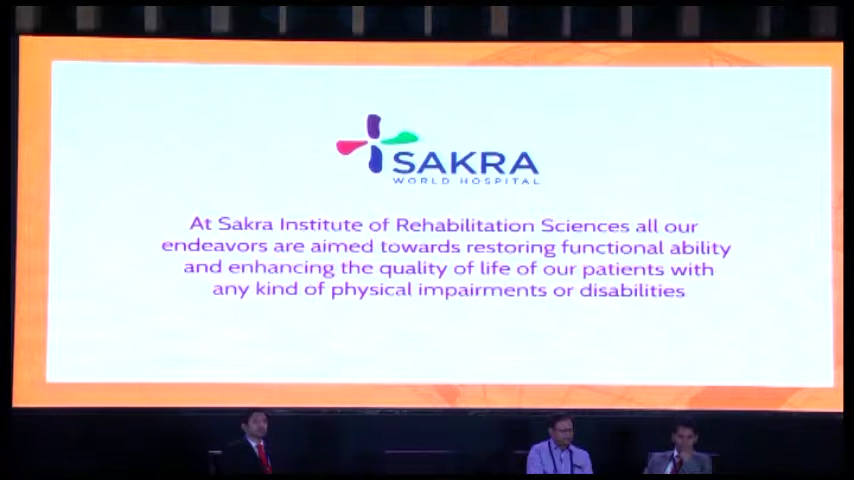 SAKRA
WORLD HOSPITAL
At Sakra Institute of Rehabilitation Sciences all our
endeavors are aimed towards restoring functional ability
and enhancing the quality of life of our patients with
any kind of physical impairments or disabilities